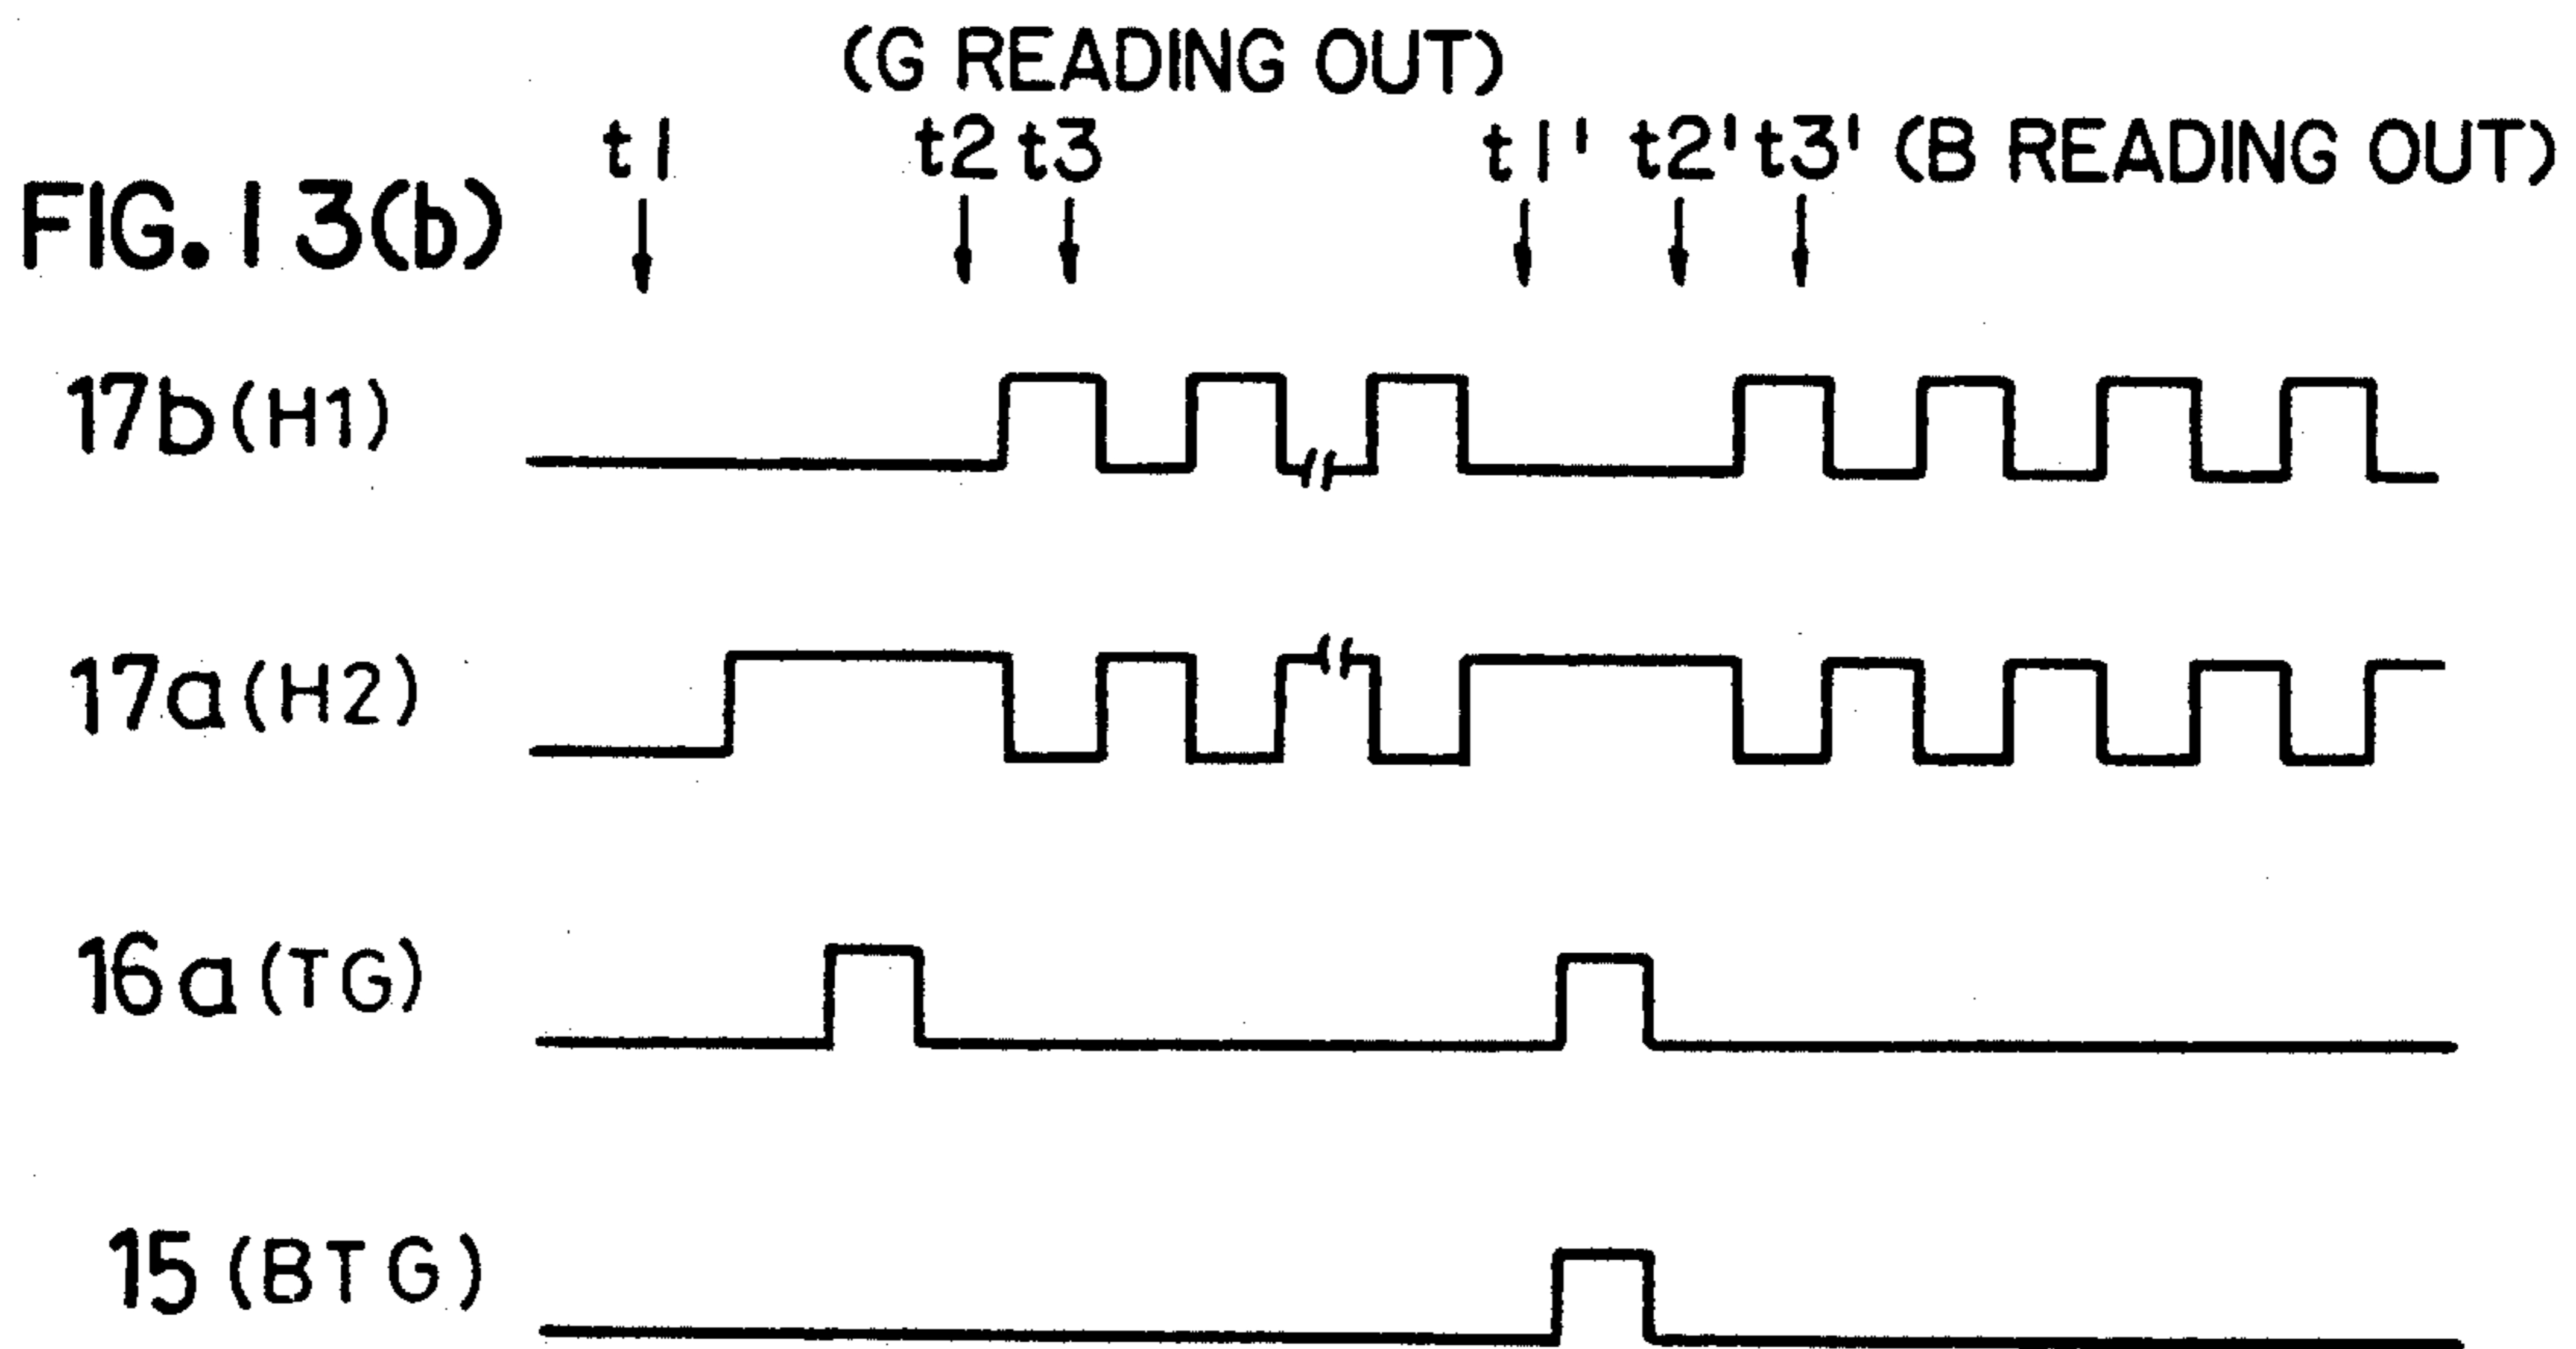 (G READING OUT)
t1 t2 t3 t1' t2' t3' (B READING OUT)
FIG. 13(b)
17b (H1)
17a (H2)
16a (TG)
15 (BTG)